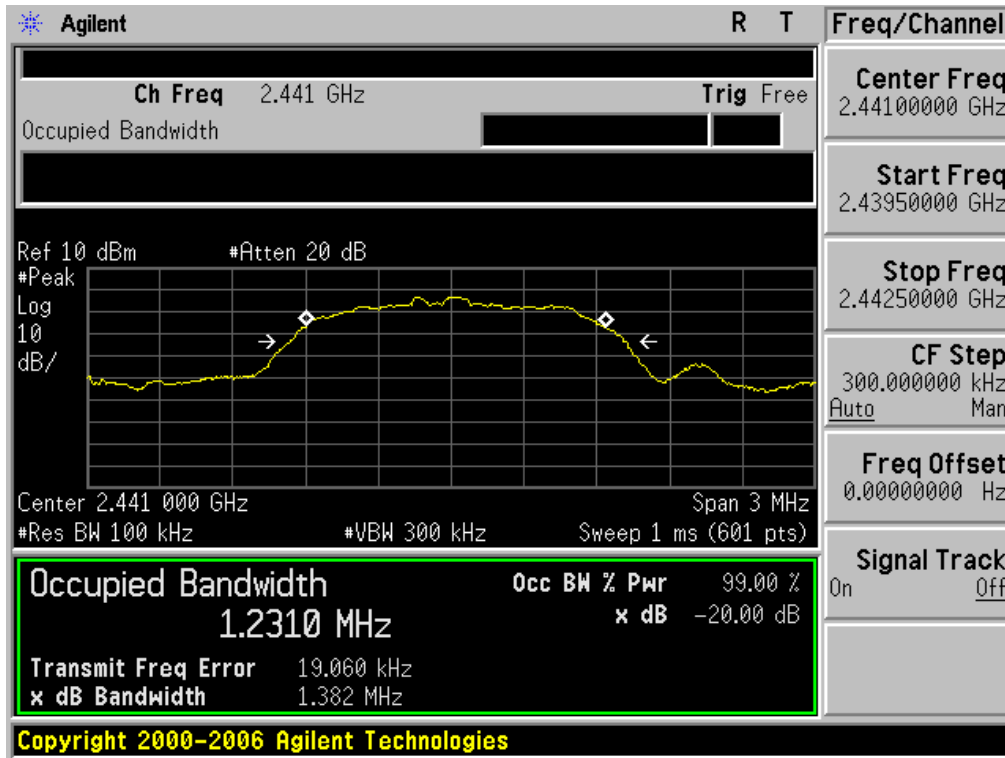 Agilent R T
Ch Freq 2.441 GHz Trig Free
Occupied Bandwidth
Ref 10 dBm #Atten 20 dB
#Peak
Log
10
dB/
Center 2.441 000 GHz Span 3 MHz
#Res BW 100 kHz #VBW 300 kHz Sweep 1 ms (601 pts)
Occupied Bandwidth
1.2310 MHz
Occ BW % Pwr 99.00 %
x dB -20.00 dB
Transmit Freq Error 19.060 kHz
x dB Bandwidth 1.382 MHz
Copyright 2000-2006 Agilent Technologies
Freq/Channel
Center Freq
2.44100000 GHz
Start Freq
2.43950000 GHz
Stop Freq
2.44250000 GHz
CF Step
300.000000 kHz
Auto Man
Freq Offset
0.00000000 Hz
Signal Track
On Off